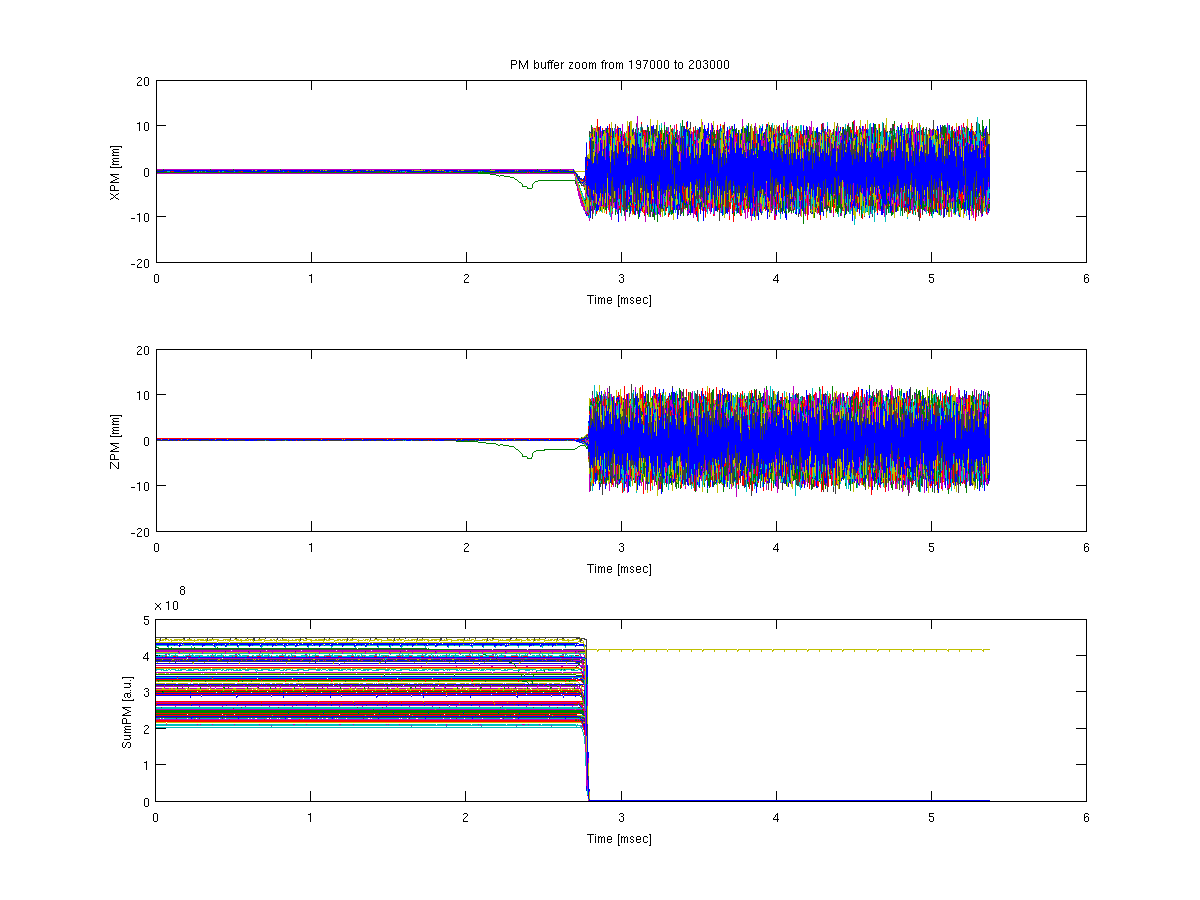 PM buffer zoom from 197000 to 203000
20
10
0
-10
-20
XPM [mm]
0 1 2 3 4 5 6
Time [msec]
20
10
0
-10
-20
ZPM [mm]
0 1 2 3 4 5 6
Time [msec]
8
× 10
5
4
3
2
1
0
SumPM [a.u.]
0 1 2 3 4 5 6
Time [msec]